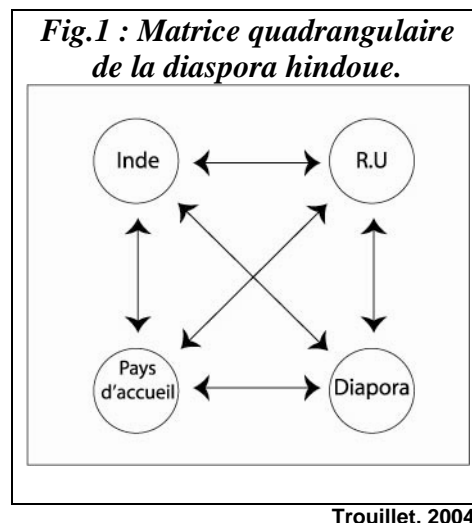 Fig.1 : Matrice quadrangulaire
de la diaspora hindoue.
Inde
R.U
Pays
d'accueil
Diapora
Trouillet, 2004